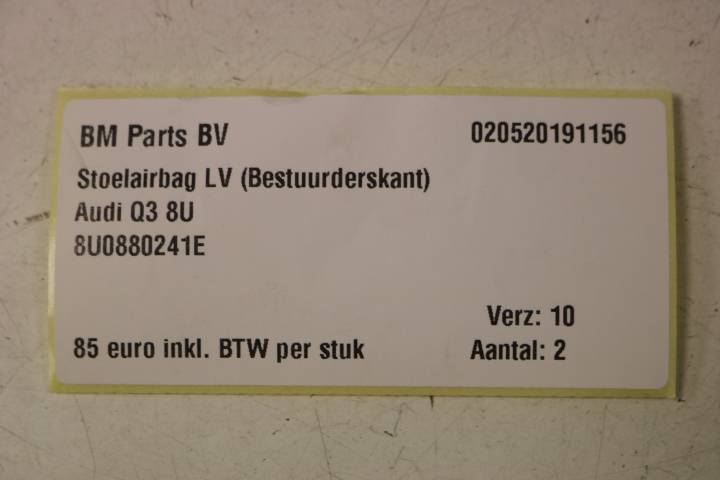 BM Parts BV 020520191156
Stoelairbag LV (Bestuurderskant)
Audi Q3 8U
8U0880241E
Verz: 10
85 euro inkl. BTW per stuk Aantal: 2